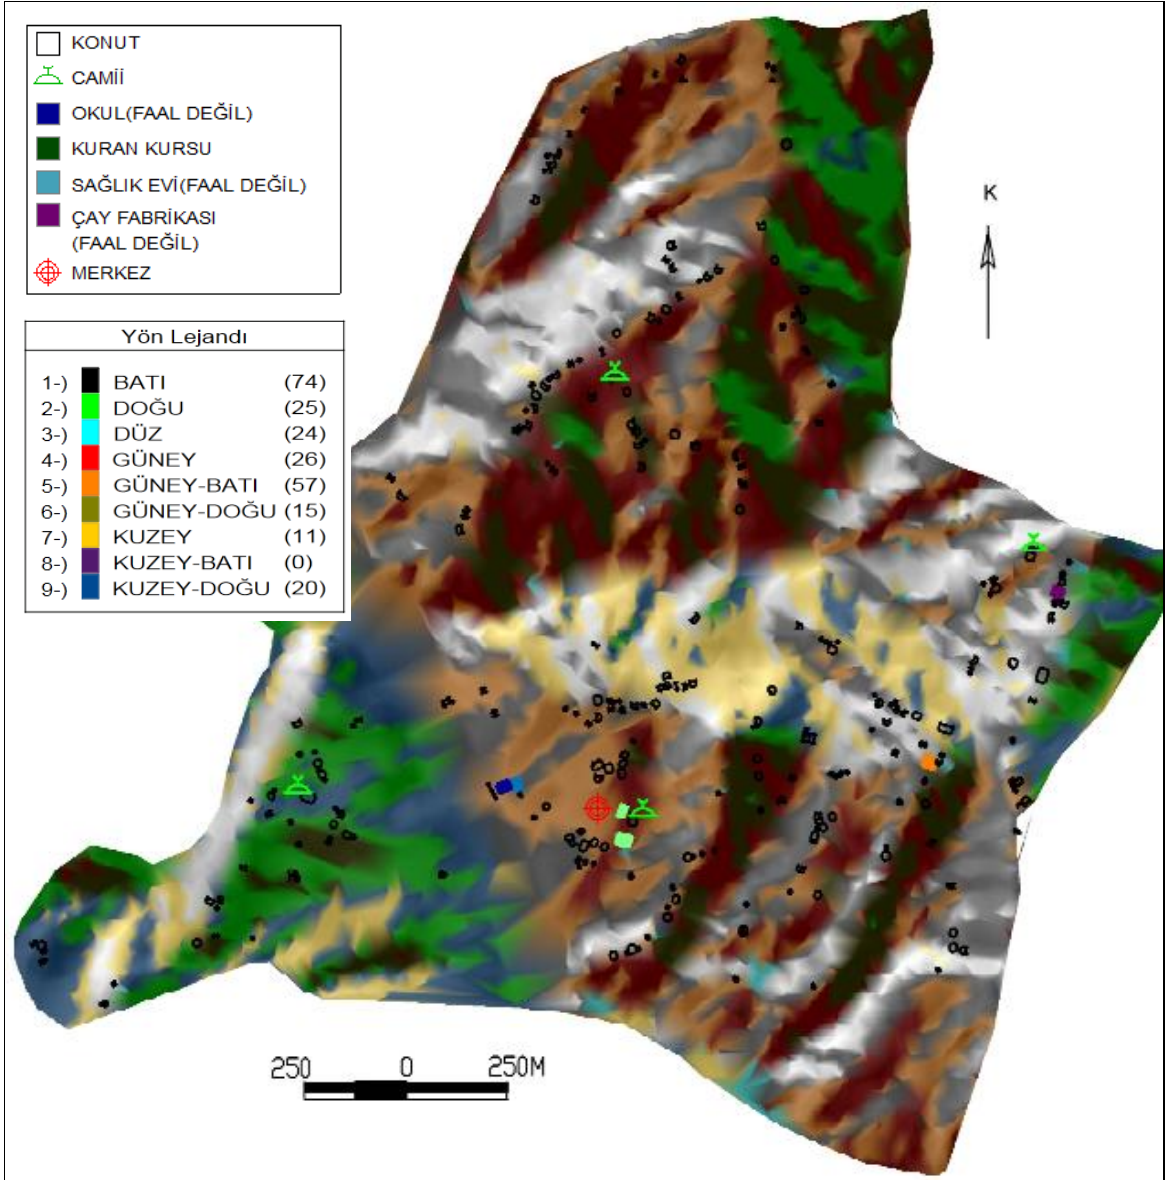 KONUT
CAMİİ
OKUL(FAAL DEĞİL)
KURAN KURSU
SAĞLIK EVİ(FAAL DEĞİL)
ÇAY FABRİKASI
(FAAL DEĞİL)
MERKEZ
K
Yön Lejandı
1-) BATI (74)
2-) DOĞU (25)
3-) DÜZ (24)
4-) GÜNEY (26)
5-) GÜNEY-BATI (57)
6-) GÜNEY-DOĞU (15)
7-) KUZEY (11)
8-) KUZEY-BATI (0)
9-) KUZEY-DOĞU (20)
250 0 250M